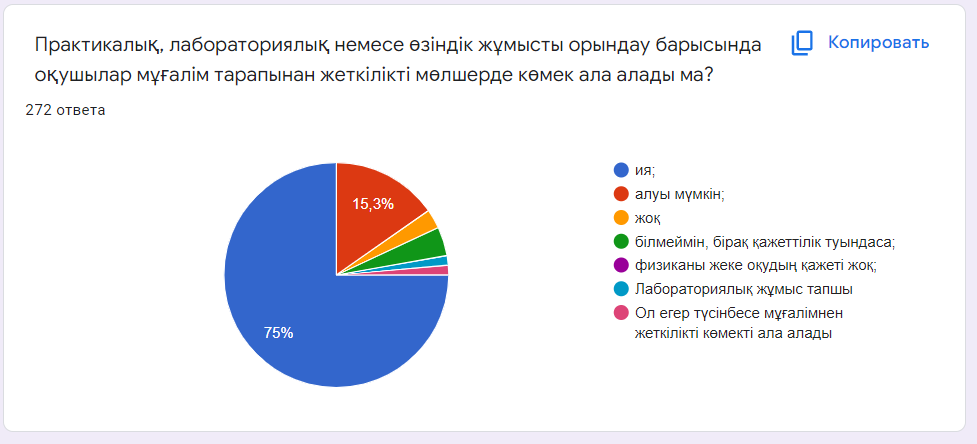 Практикалық, лабораториялық немесе өзіндік жұмысты орындау барысында
оқушылар мұғалім тарапынан жеткілікті мөлшерде көмек ала алады ма?
Копировать
272 ответа
15,3%
75%
ия;
алуы мүмкін;
жоқ
білмеймін, бірақ қажеттілік туындаса;
физиканы жеке оқудың қажеті жоқ;
Лабораториялық жұмыс тапшы
Ол егер түсінбесе мұғалімнен
жеткілікті көмекті ала алады